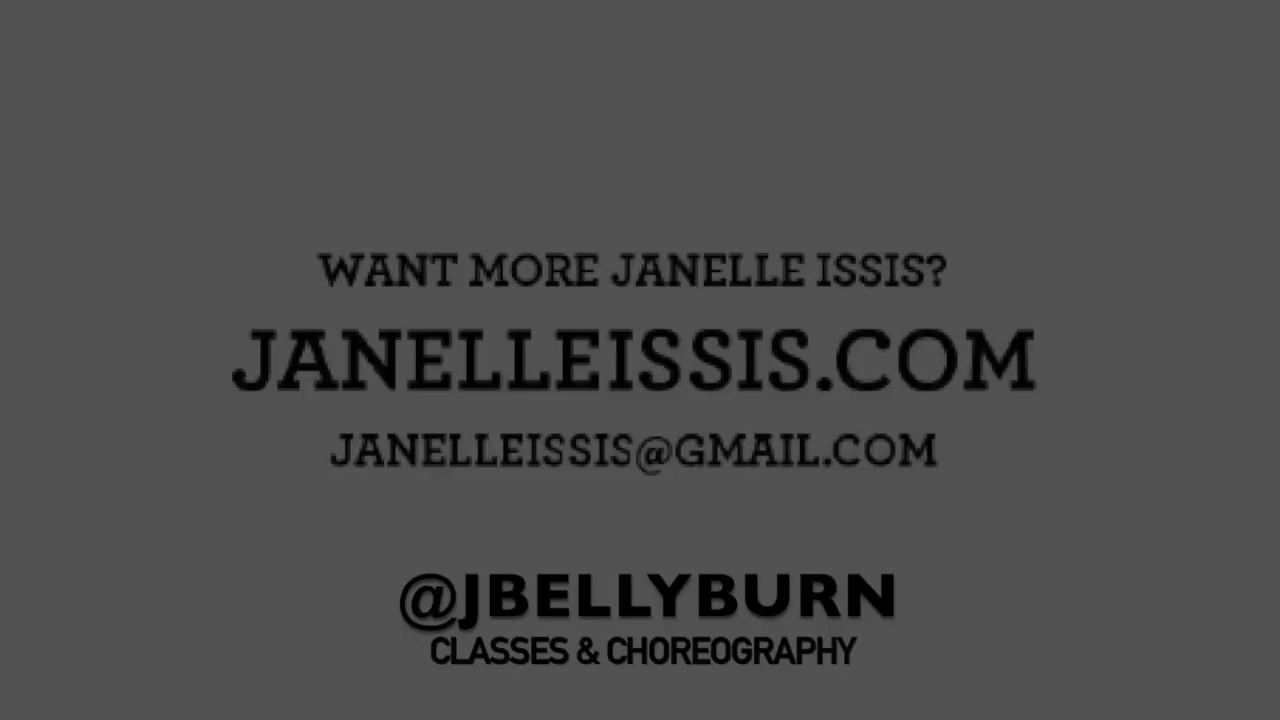 WANT MORE JANELLE ISSIS?
JANELLEISSIS.COM
JANELLEISSIS@GMAIL.COM
@JBELLYBURN
CLASSES & CHOREOGRAPHY